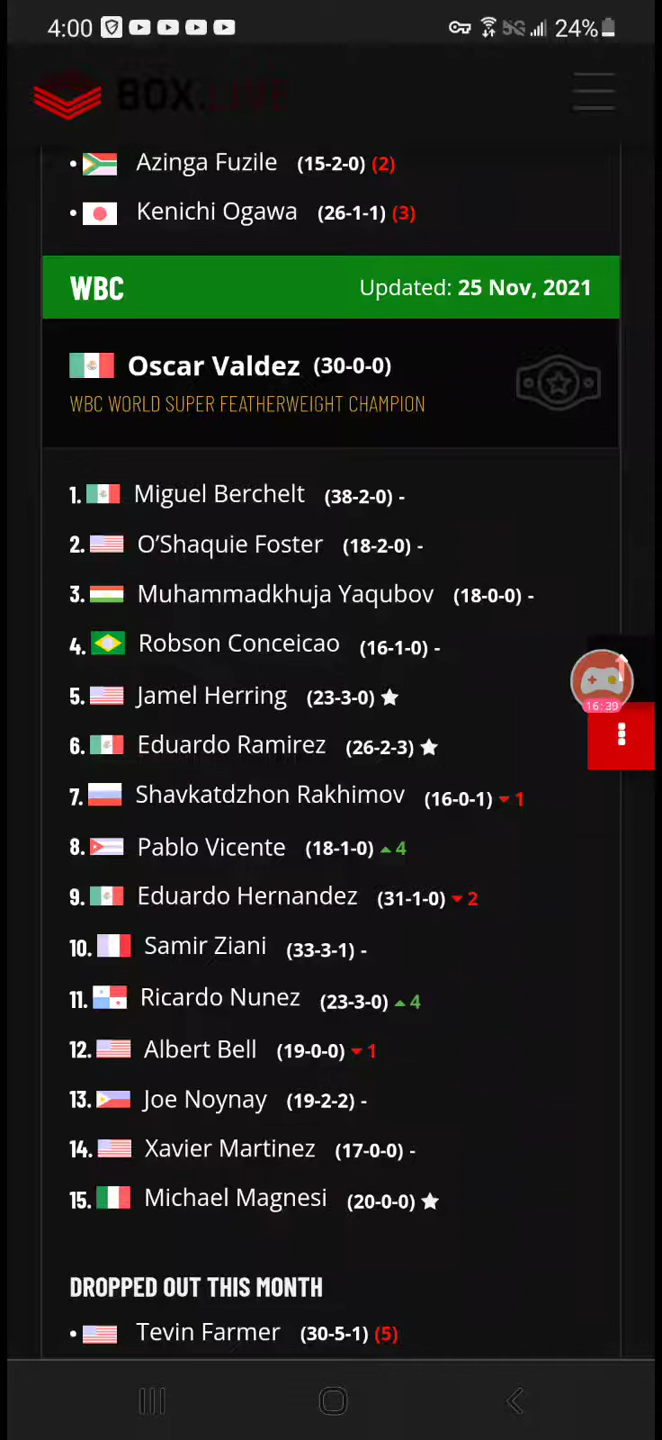 4:00 5G 24%
BOX.LIVE
• Azinga Fuzile (15-2-0) (2)
• Kenichi Ogawa (26-1-1) (3)
WBC Updated: 25 Nov, 2021
Oscar Valdez (30-0-0)
WBC WORLD SUPER FEATHERWEIGHT CHAMPION
1. Miguel Berchelt (38-2-0) -
2. O’Shaquie Foster (18-2-0) -
3. Muhammadkhuja Yaqubov (18-0-0) -
4. Robson Conceicao (16-1-0) -
5. Jamel Herring (23-3-0) ★
16:39
6. Eduardo Ramirez (26-2-3) ★
7. Shavkatdzhon Rakhimov (16-0-1) ▼ 1
8. Pablo Vicente (18-1-0) ▲ 4
9. Eduardo Hernandez (31-1-0) ▼ 2
10. Samir Ziani (33-3-1) -
11. Ricardo Nunez (23-3-0) ▲ 4
12. Albert Bell (19-0-0) ▼ 1
13. Joe Noynay (19-2-2) -
14. Xavier Martinez (17-0-0) -
15. Michael Magnesi (20-0-0) ★
DROPPED OUT THIS MONTH
• Tevin Farmer (30-5-1) (5)